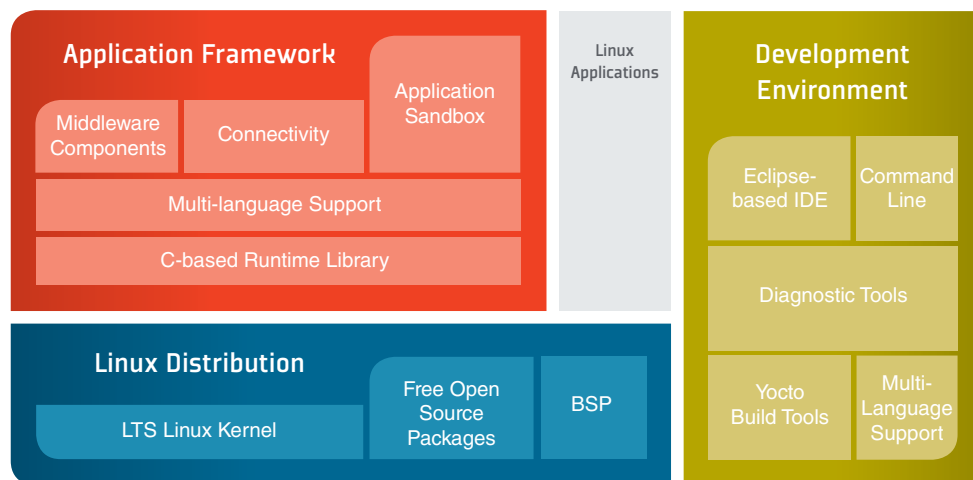 Application Framework
Middleware
Components
Connectivity
Application
Sandbox
Multi-language Support
C-based Runtime Library
Linux
Applications
Linux Distribution
LTS Linux Kernel
Free Open
Source
Packages
BSP
Development
Environment
Eclipse-
based IDE
Command
Line
Diagnostic Tools
Yocto
Build Tools
Multi-
Language
Support